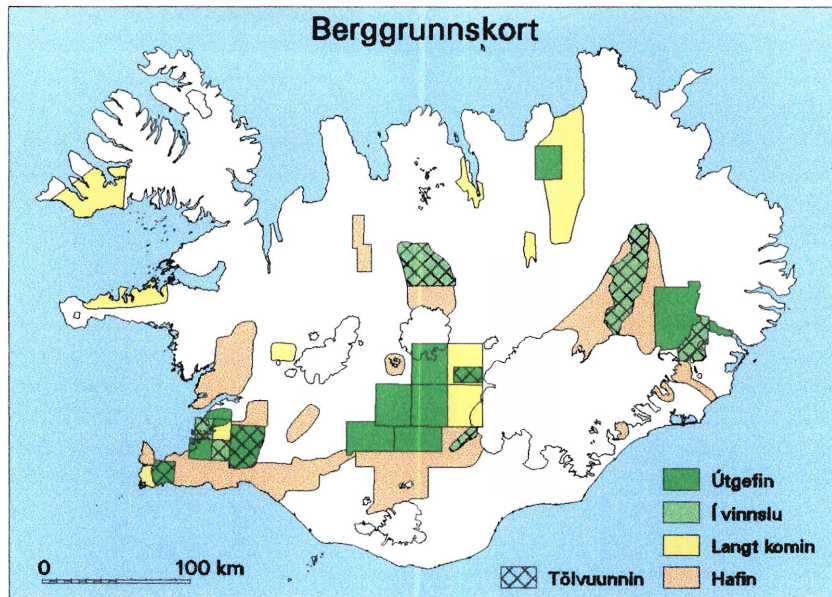 Berggrunnskort
Útgefin
Í vinnslu
Langt komin
Hafin
Tölvuunnin
0 100 km